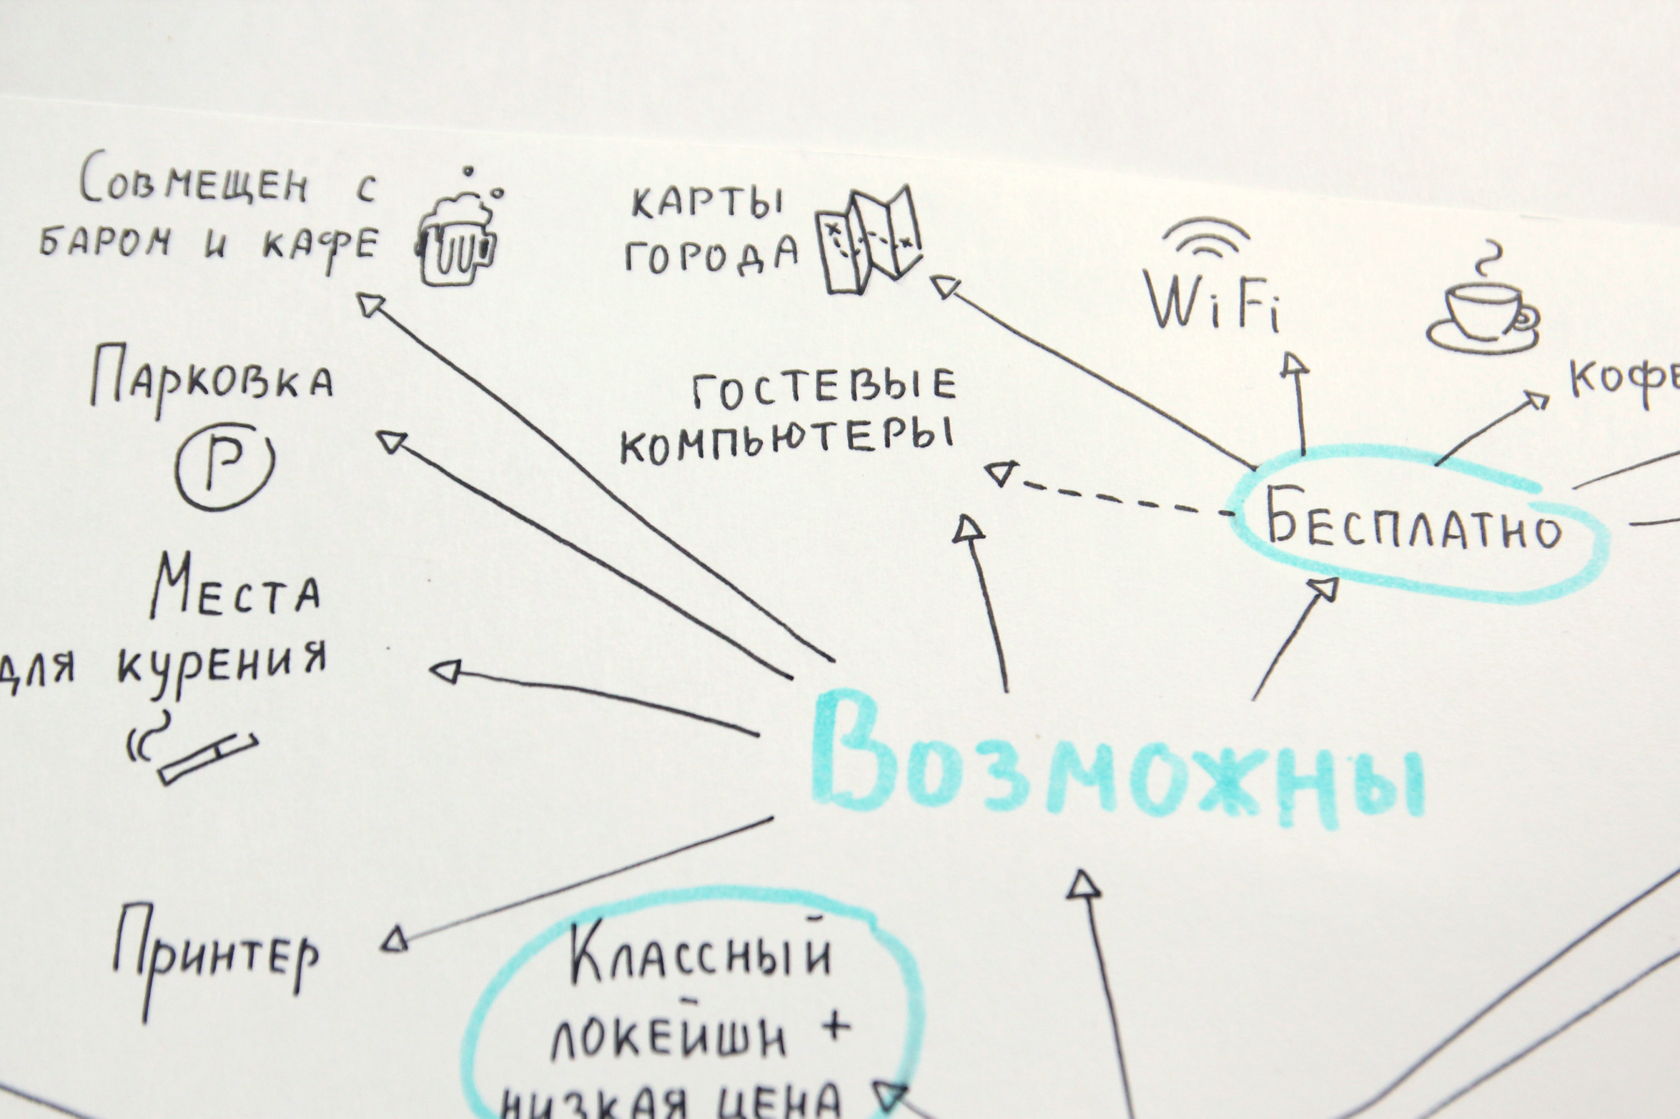 Совмещен с
баром и кафе
карты
города
WiFi
кофе
Парковка
P
гостевые
компьютеры
Бесплатно
Места
для курения
Возможны
Принтер
Классный
локейшн +
низкая цена